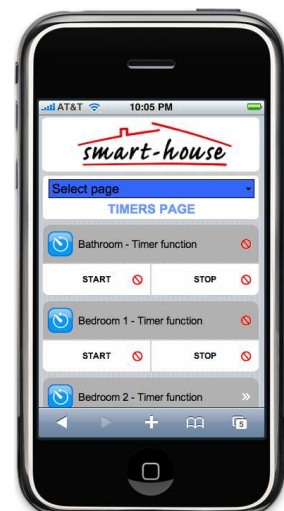 AT&T 10:05 PM
smart-house
Select page
TIMERS PAGE
Bathroom - Timer function
START STOP
Bedroom 1 - Timer function
START STOP
Bedroom 2 - Timer function »
5